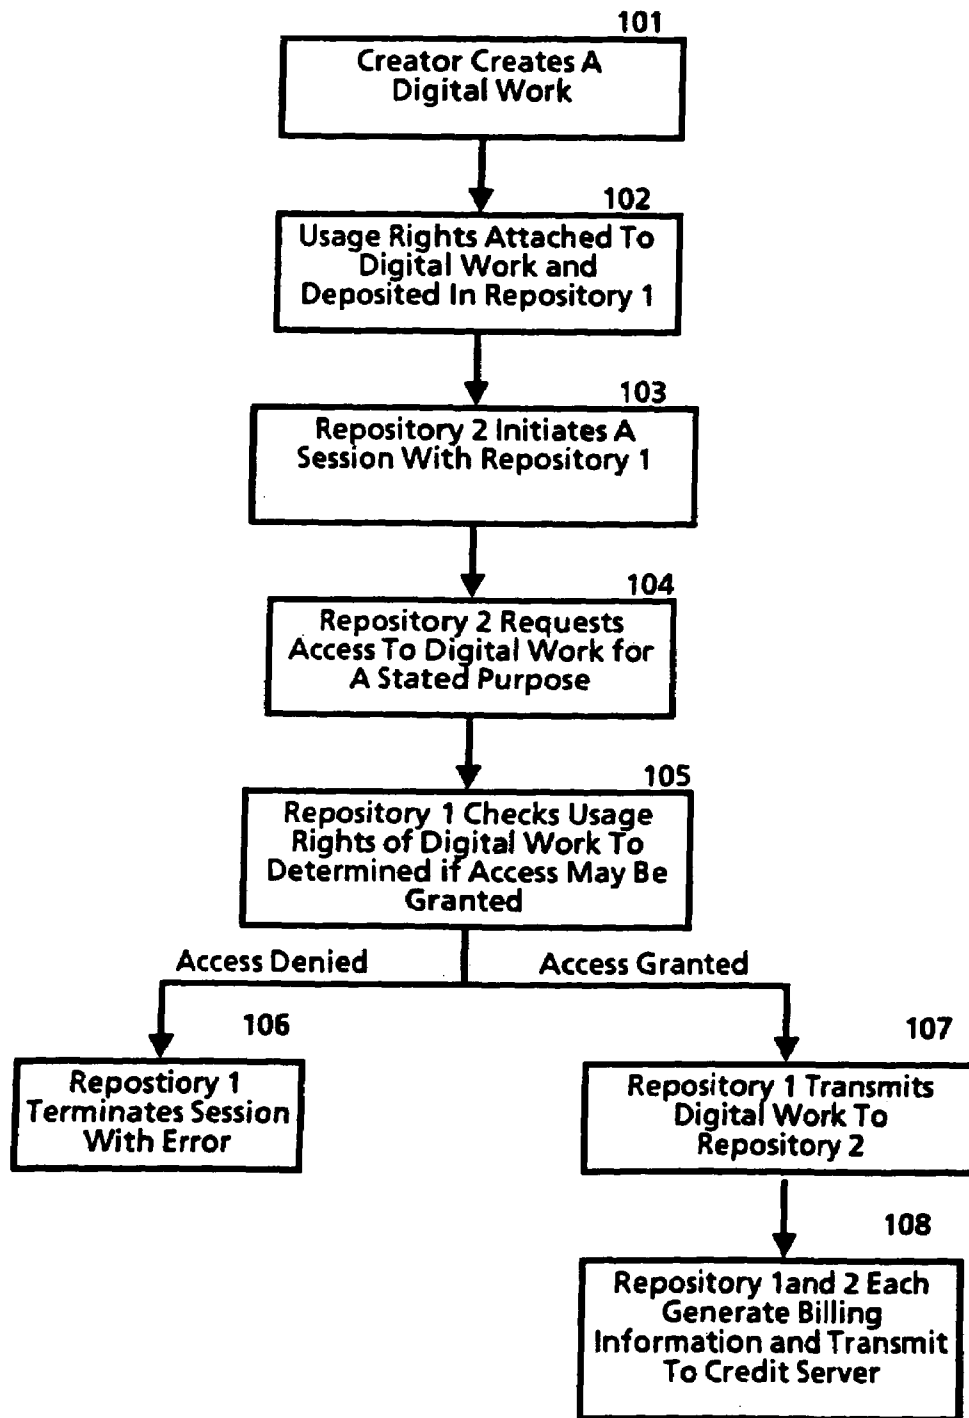 101
Creator Creates A
Digital Work
102
Usage Rights Attached To
Digital Work and
Deposited In Repository 1
103
Repository 2 Initiates A
Session With Repository 1
104
Repository 2 Requests
Access To Digital Work for
A Stated Purpose
105
Repository 1 Checks Usage
Rights of Digital Work To
Determined if Access May Be
Granted
Access Denied
Access Granted
106
Repostiory 1
Terminates Session
With Error
107
Repository 1 Transmits
Digital Work To
Repository 2
108
Repository 1and 2 Each
Generate Billing
Information and Transmit
To Credit Server